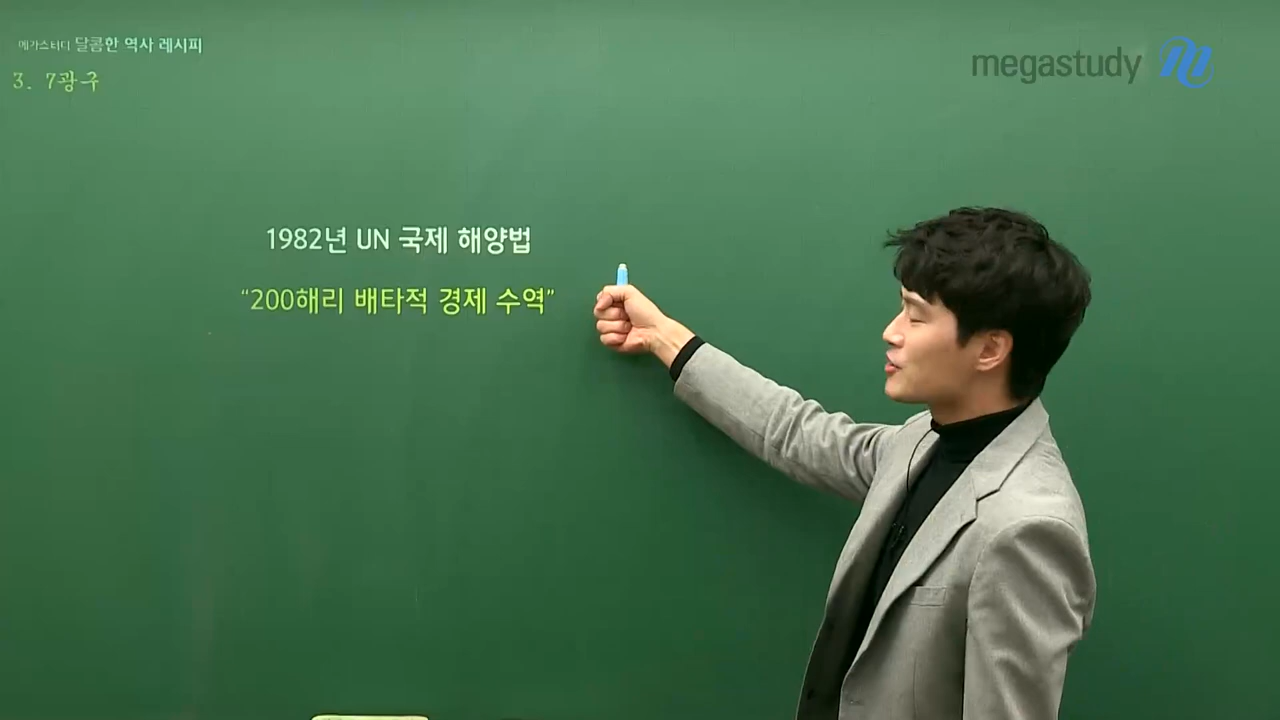 메가스터디 달콤한 역사 레시피
3. 7광구
megastudy
1982년 UN 국제 해양법
“200해리 배타적 경제 수역”